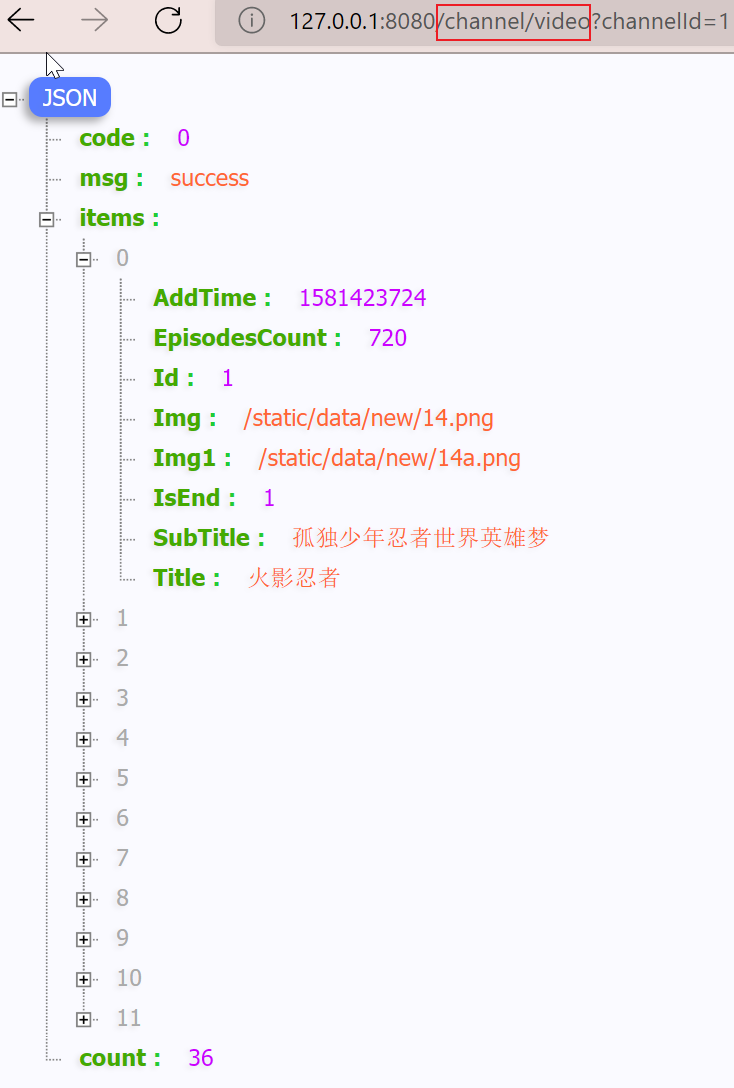 127.0.0.1:8080/channel/video?channelId=1
JSON
code : 0
msg : success
items :
0
AddTime : 1581423724
EpisodesCount : 720
Id : 1
Img : /static/data/new/14.png
Img1 : /static/data/new/14a.png
IsEnd : 1
SubTitle : 孤独少年忍者世界英雄梦
Title : 火影忍者
1
2
3
4
5
6
7
8
9
10
11
count : 36